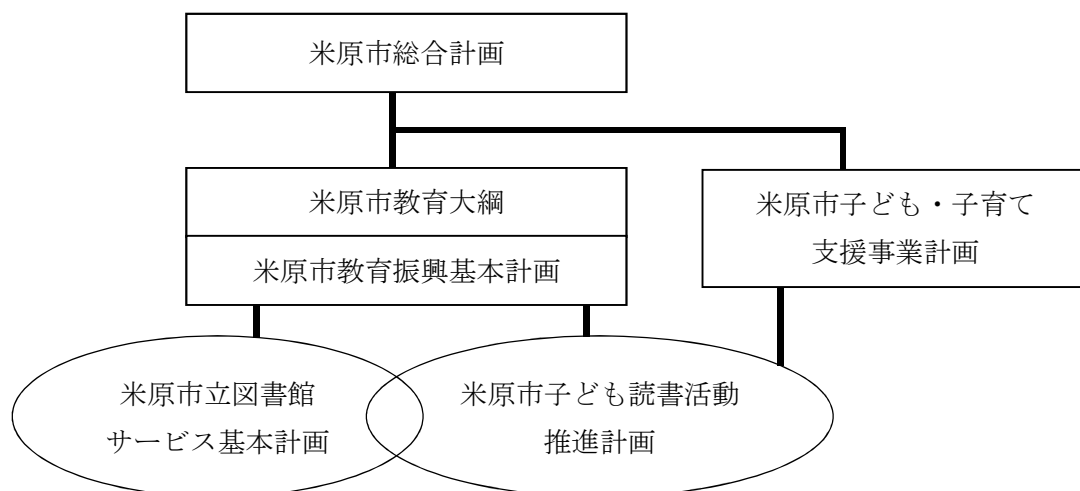 米原市総合計画
米原市教育大綱
米原市教育振興基本計画
米原市子ども・子育て
支援事業計画
米原市立図書館
サービス基本計画
米原市子ども読書活動
推進計画